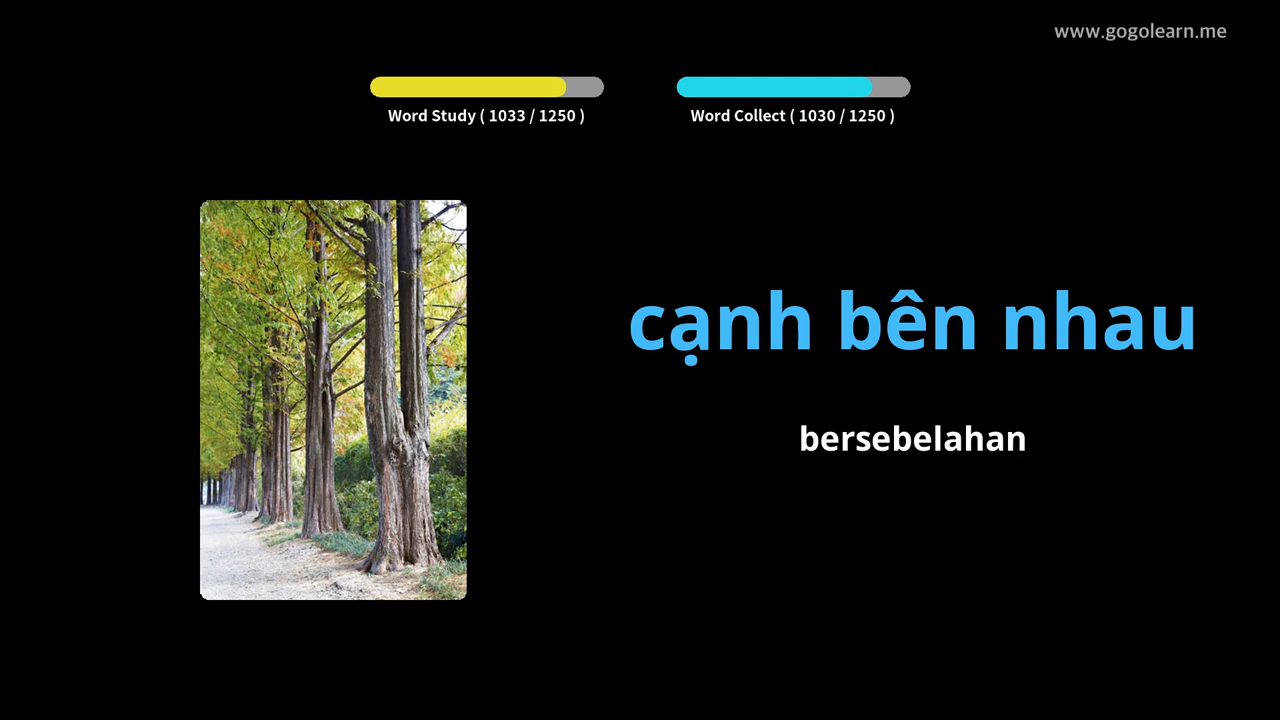 www.gogolearn.me
Word Study ( 1033 / 1250 )
Word Collect ( 1030 / 1250 )
cạnh bên nhau
bersebelahan